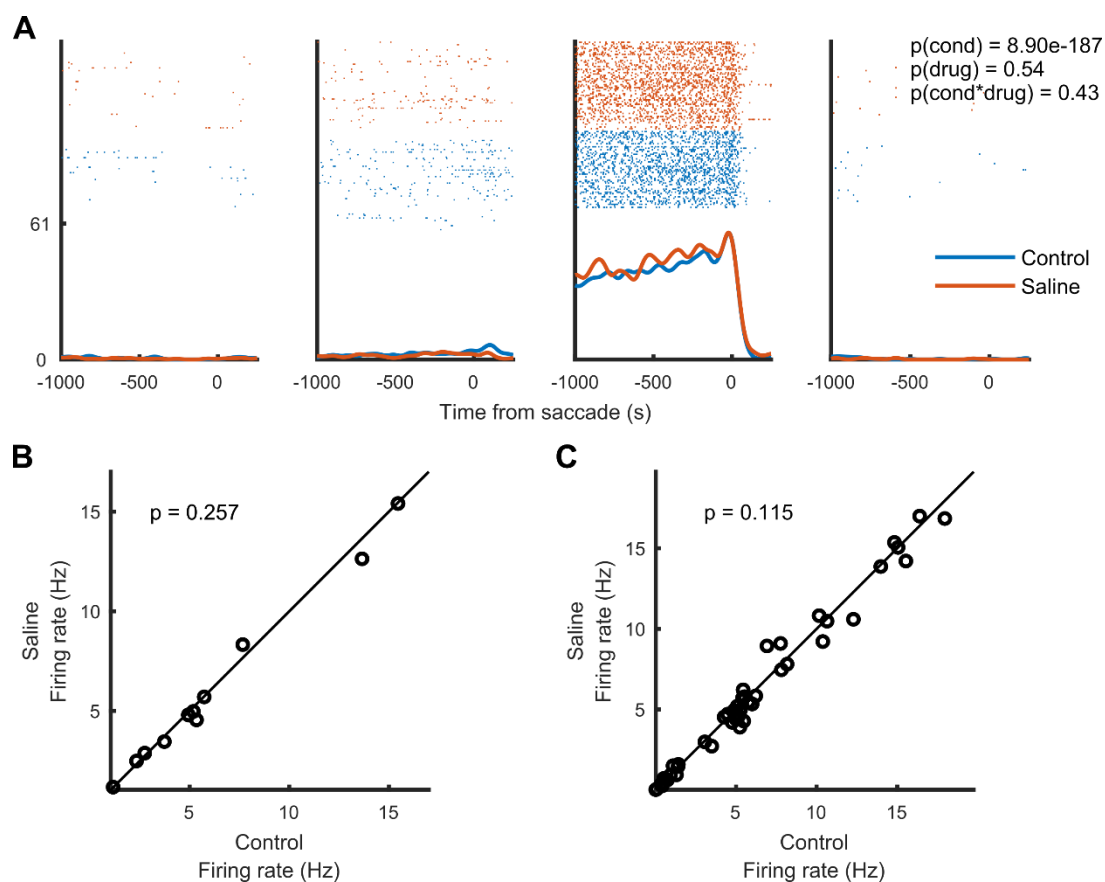 A
p(cond) = 8.90e-187
p(drug) = 0.54
p(cond*drug) = 0.43
61
Control
Saline
0
-1000 -500 0 -1000 -500 0 -1000 -500 0 -1000 -500 0
Time from saccade (s)
B
p = 0.257
15
10
5
Saline
Firing rate (Hz)
5 10 15
Control
Firing rate (Hz)
C
p = 0.115
15
10
5
Saline
Firing rate (Hz)
5 10 15
Control
Firing rate (Hz)